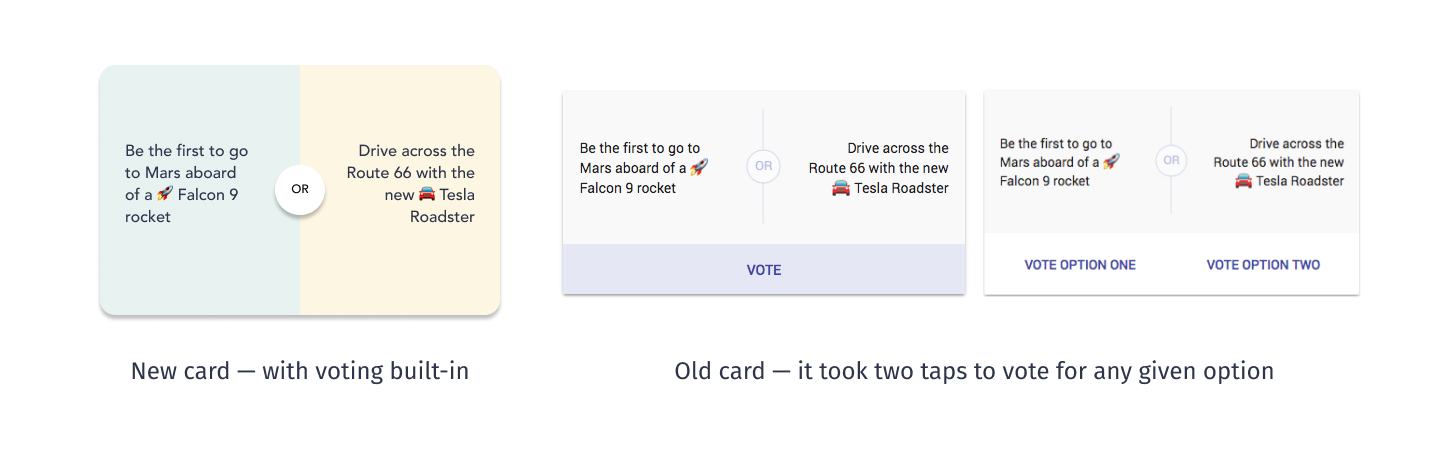 Be the first to go
to Mars aboard
of a 🚀 Falcon 9
rocket
OR
Drive across the
Route 66 with the
new 🚘 Tesla
Roadster
New card — with voting built-in
Be the first to go to
Mars aboard of a 🚀
Falcon 9 rocket
OR
Drive across the
Route 66 with the new
🚘 Tesla Roadster
VOTE
Be the first to go to
Mars aboard of a 🚀
Falcon 9 rocket
OR
Drive across the
Route 66 with the new
🚘 Tesla Roadster
VOTE OPTION ONE
VOTE OPTION TWO
Old card — it took two taps to vote for any given option